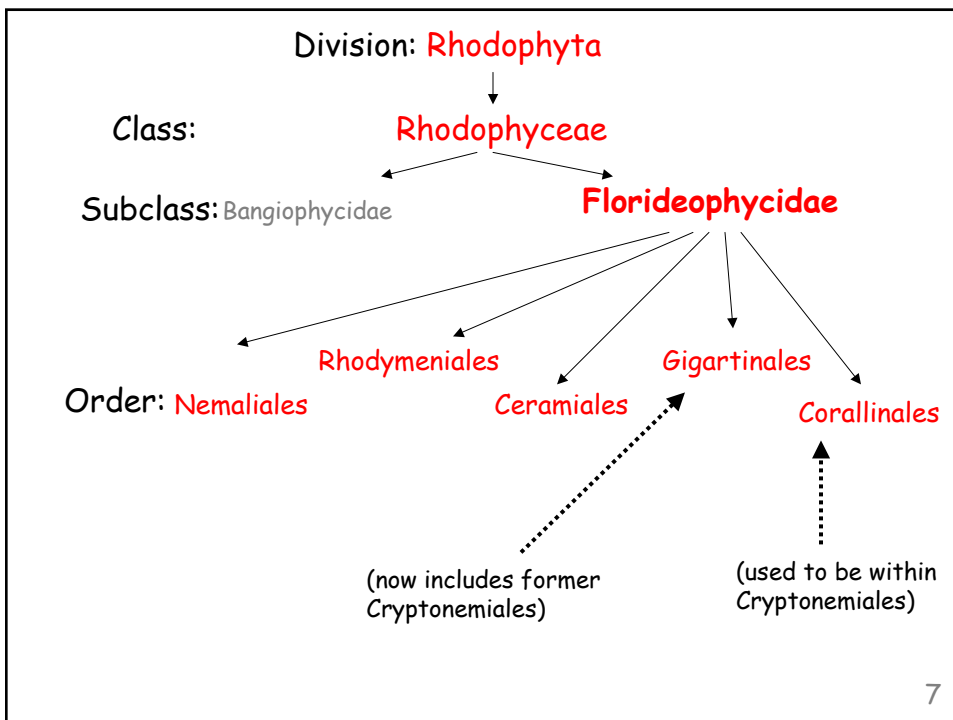 Division: Rhodophyta
Class: Rhodophyceae
Subclass: Bangiophycidae Florideophycidae
Rhodymeniales Gigartinales
Order: Nemaliales Ceramiales Corallinales
(now includes former
Cryptonemiales)
(used to be within
Cryptonemiales)
7